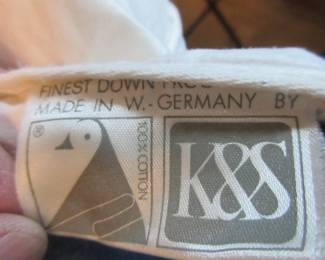 FINEST DOWN
MADE IN W.-GERMANY BY
®
100% COTTON
K&S